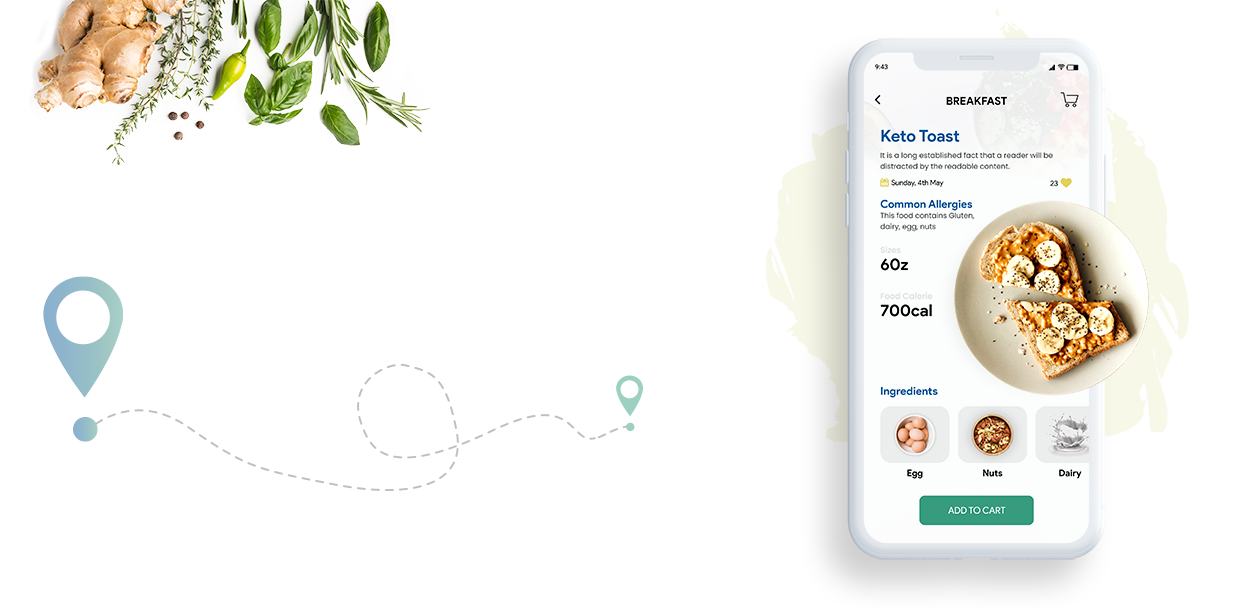 9:43
BREAKFAST
Keto Toast
It is a long established fact that a reader will be
distracted by the readable content.
Sunday, 4th May
23
Common Allergies
This food contains Gluten,
dairy, egg, nuts
Sizes
60z
Food Calorie
700cal
Ingredients
Egg
Nuts
Dairy
ADD TO CART